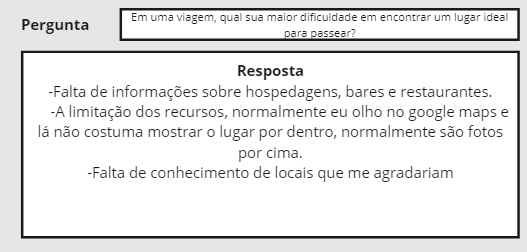 Pergunta
Em uma viagem, qual sua maior dificuldade em encontrar um lugar ideal
para passear?
Resposta
-Falta de informações sobre hospedagens, bares e restaurantes.
-A limitação dos recursos, normalmente eu olho no google maps e
lá não costuma mostrar o lugar por dentro, normalmente são fotos
por cima.
-Falta de conhecimento de locais que me agradariam